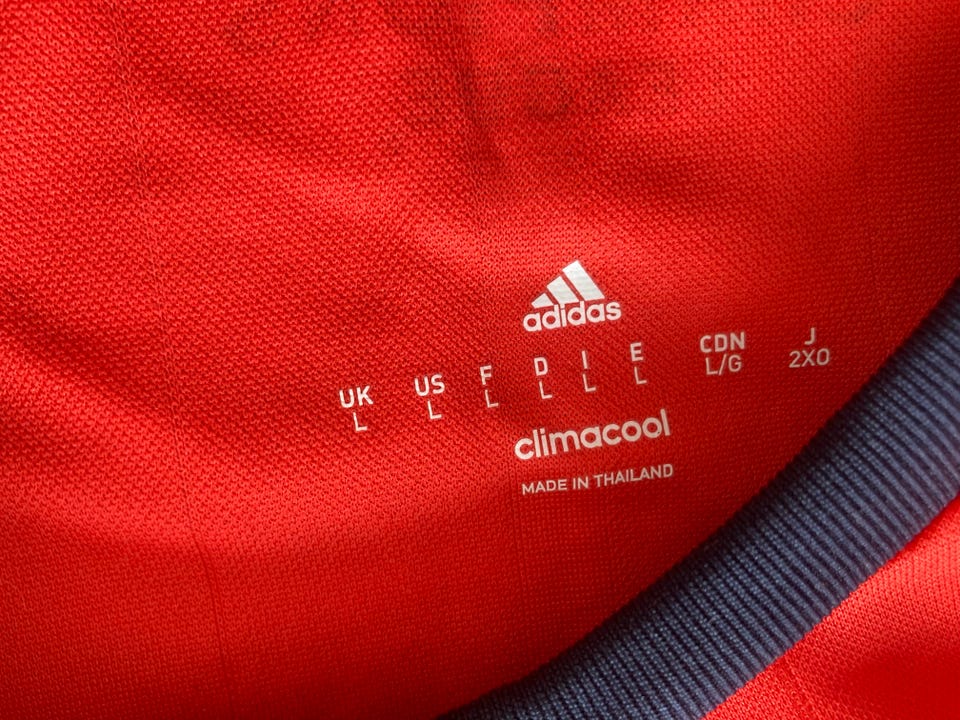 adidas
UK US F D I E CDN J
L L L L L L L/G 2XO
climacool
MADE IN THAILAND